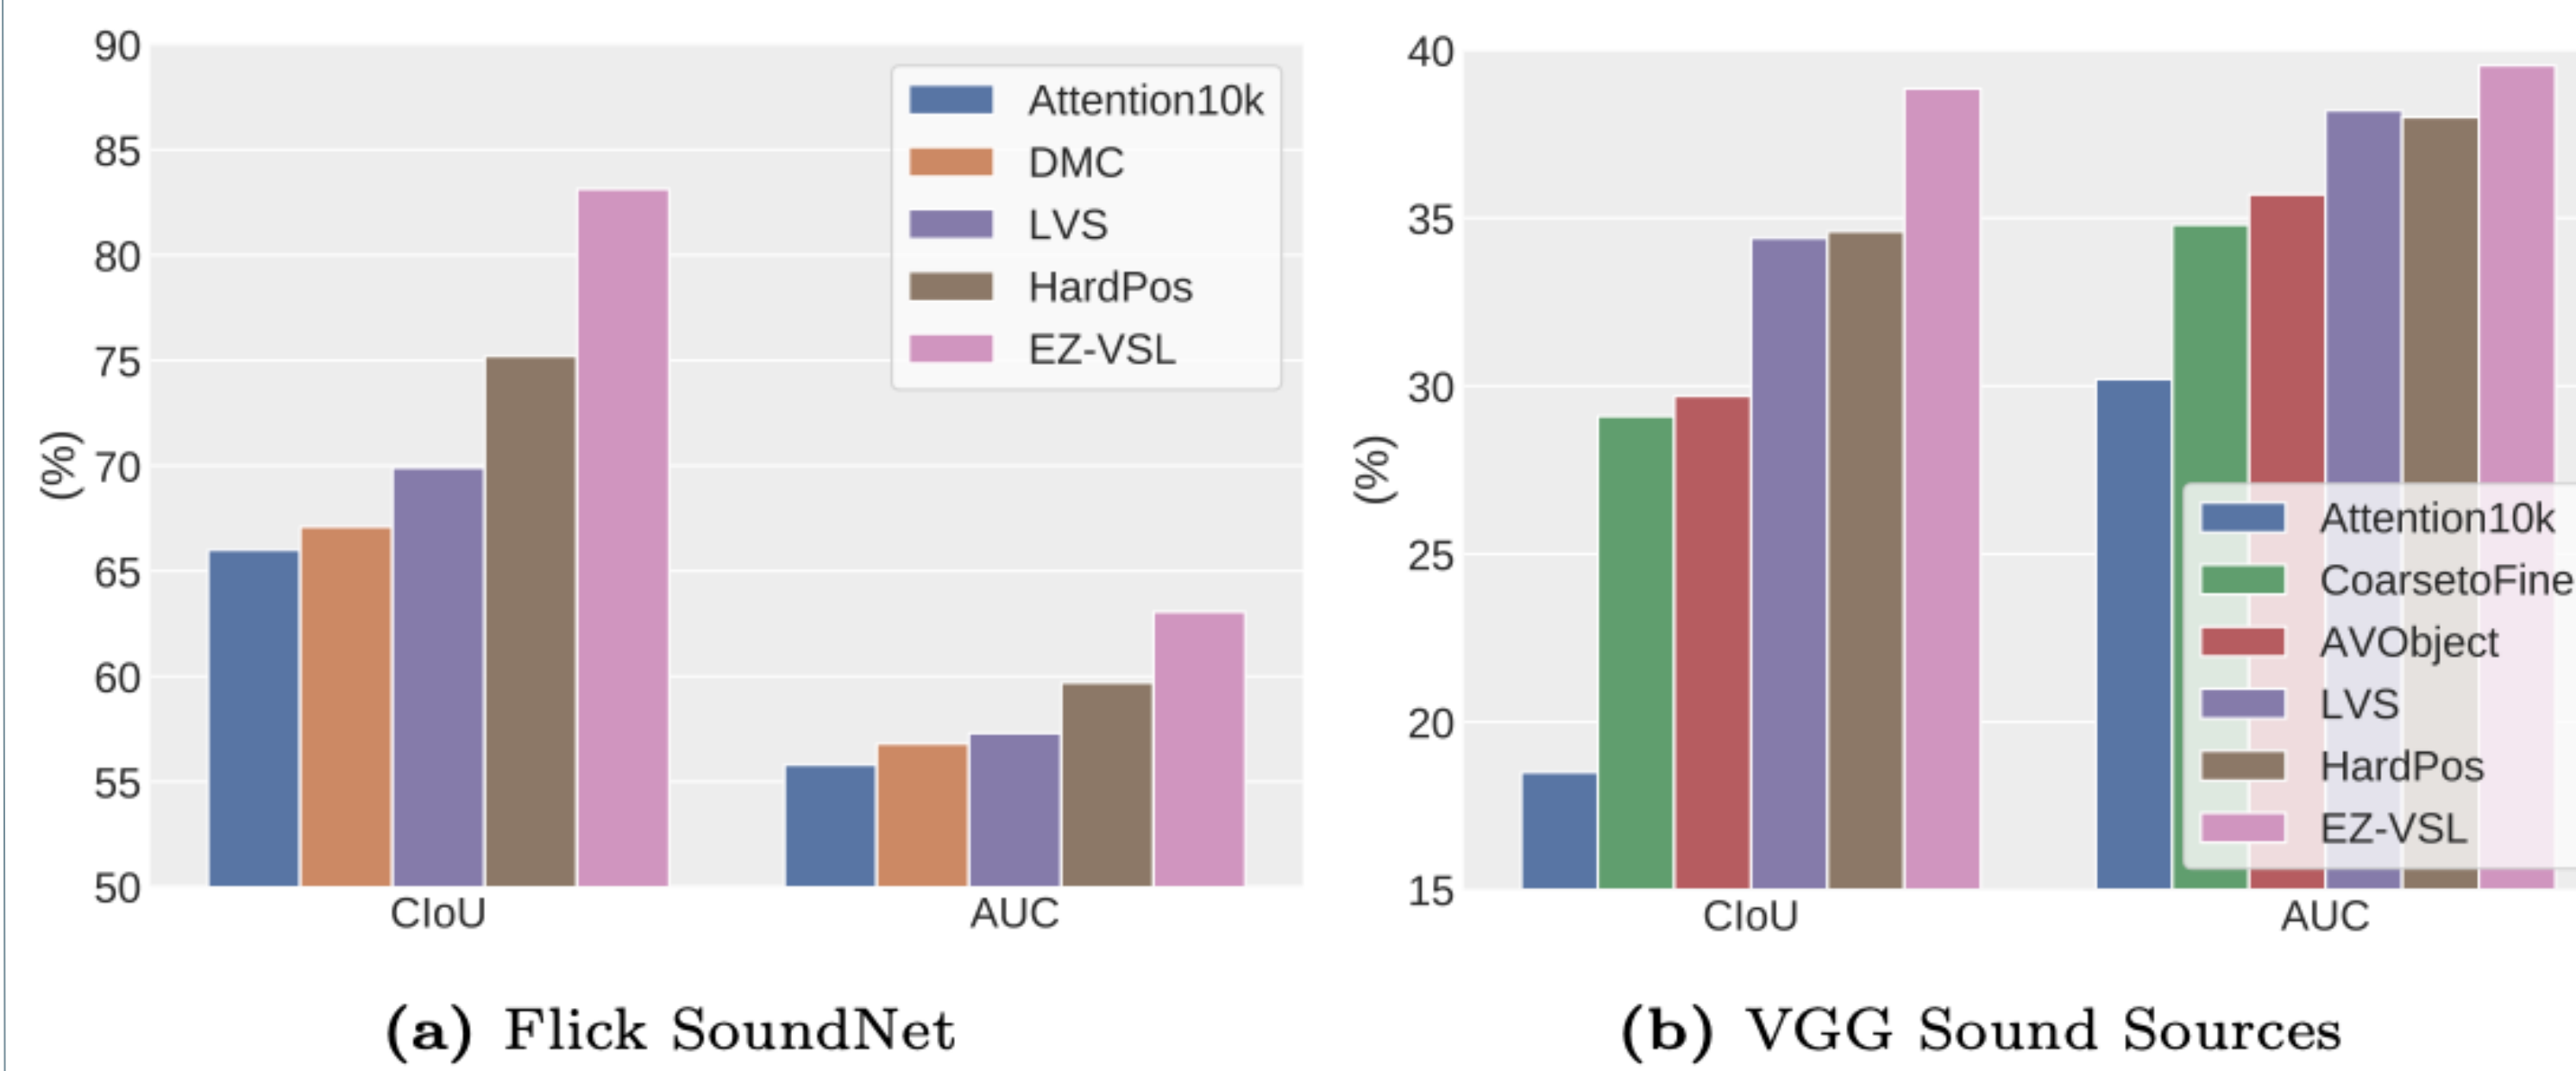 90
85
80
75
70
65
60
55
50
(%)
Attention10k
DMC
LVS
HardPos
EZ-VSL
CIoU
AUC
(a) Flick SoundNet
40
35
30
25
20
15
(%)
Attention10k
CoarsetoFine
AVObject
LVS
HardPos
EZ-VSL
CIoU
AUC
(b) VGG Sound Sources